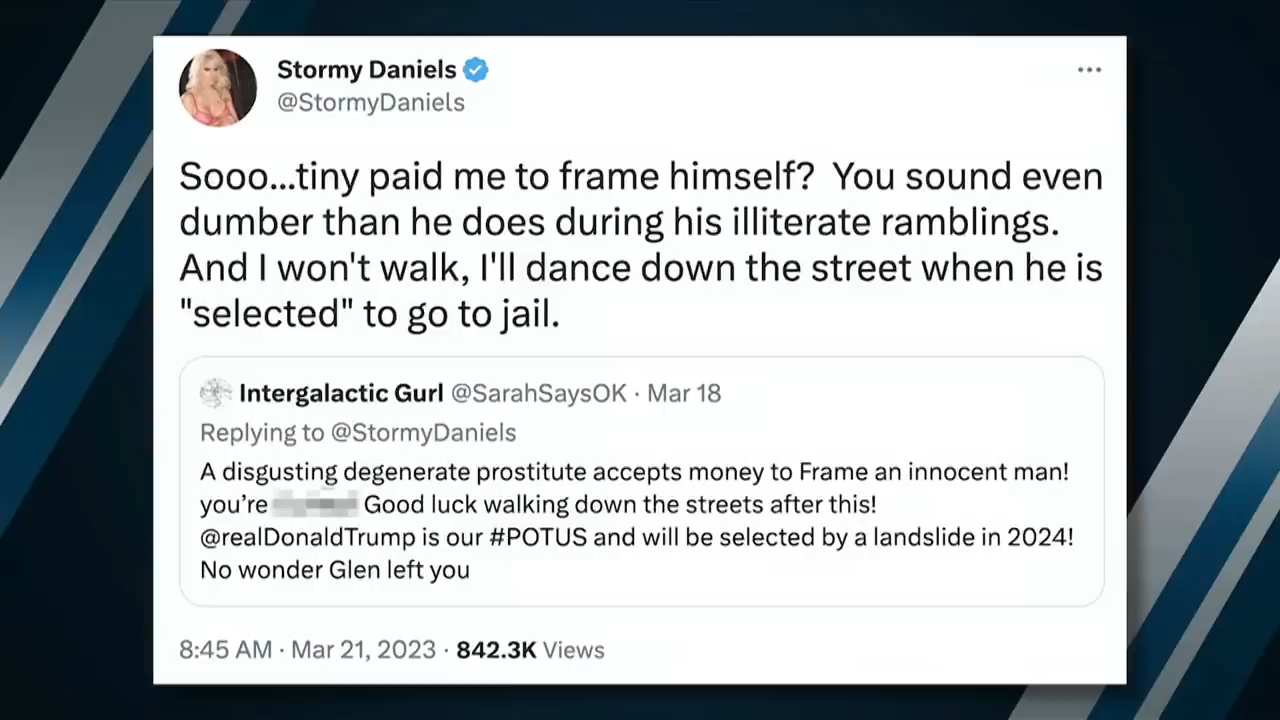 Stormy Daniels
@StormyDaniels
Sooo...tiny paid me to frame himself?  You sound even
dumber than he does during his illiterate ramblings.
And I won't walk, I'll dance down the street when he is
"selected" to go to jail.
Intergalactic Gurl @SarahSaysOK · Mar 18
Replying to @StormyDaniels
A disgusting degenerate prostitute accepts money to Frame an innocent man!
you’re Good luck walking down the streets after this!
@realDonaldTrump is our #POTUS and will be selected by a landslide in 2024!
No wonder Glen left you
8:45 AM · Mar 21, 2023 · 842.3K Views